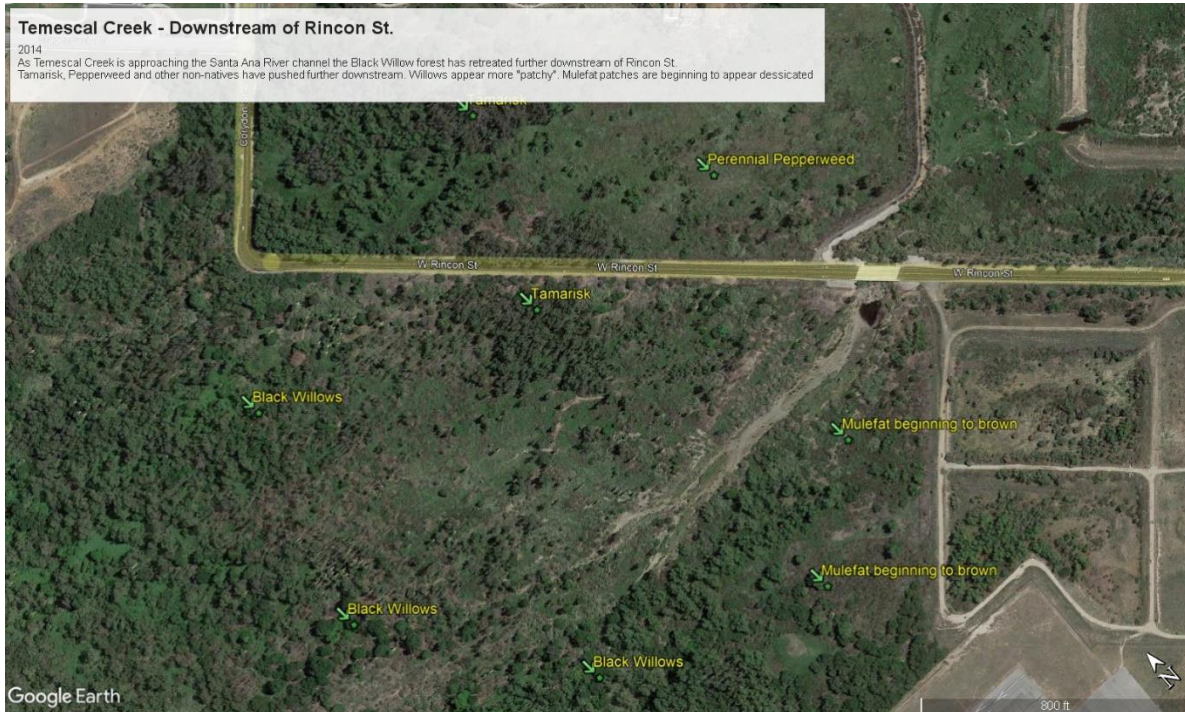 Temescal Creek - Downstream of Rincon St.
2014
As Temescal Creek is approaching the Santa Ana River channel the Black Willow forest has retreated further downstream of Rincon St.
Tamarisk, Pepperweed and other non-natives have pushed further downstream. Willows appear more "patchy". Mulefat patches are beginning to appear dessicated
Tamarisk
Corydon
Perennial Pepperweed
W Rincon St
W Rincon St
W Rincon St
Tamarisk
Black Willows
Mulefat beginning to brown
Mulefat beginning to brown
Black Willows
Black Willows
N
Google Earth
800 ft